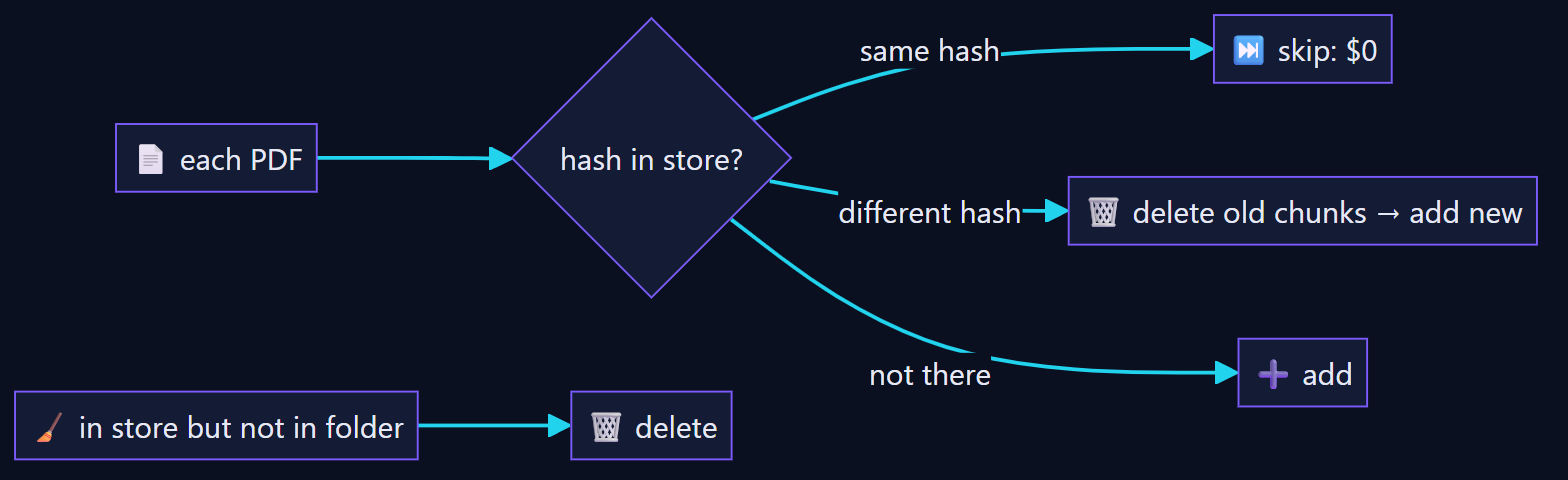 each PDF
hash in store?
same hash
skip: $0
different hash
delete old chunks → add new
not there
add
in store but not in folder
delete